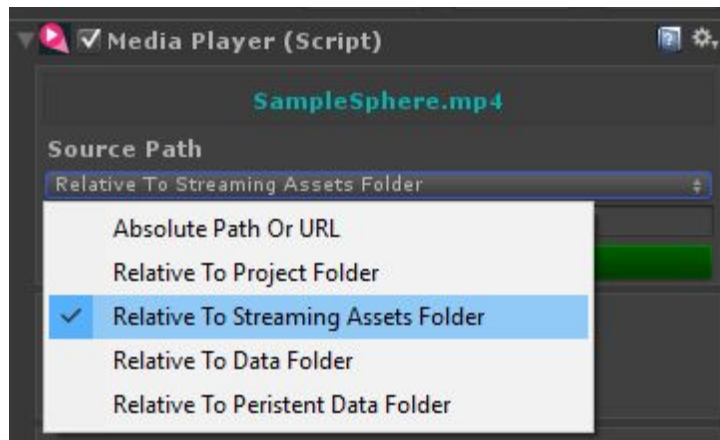 Media Player (Script)
SampleSphere.mp4
Source Path
Relative To Streaming Assets Folder
Absolute Path Or URL
Relative To Project Folder
Relative To Streaming Assets Folder
Relative To Data Folder
Relative To Peristent Data Folder